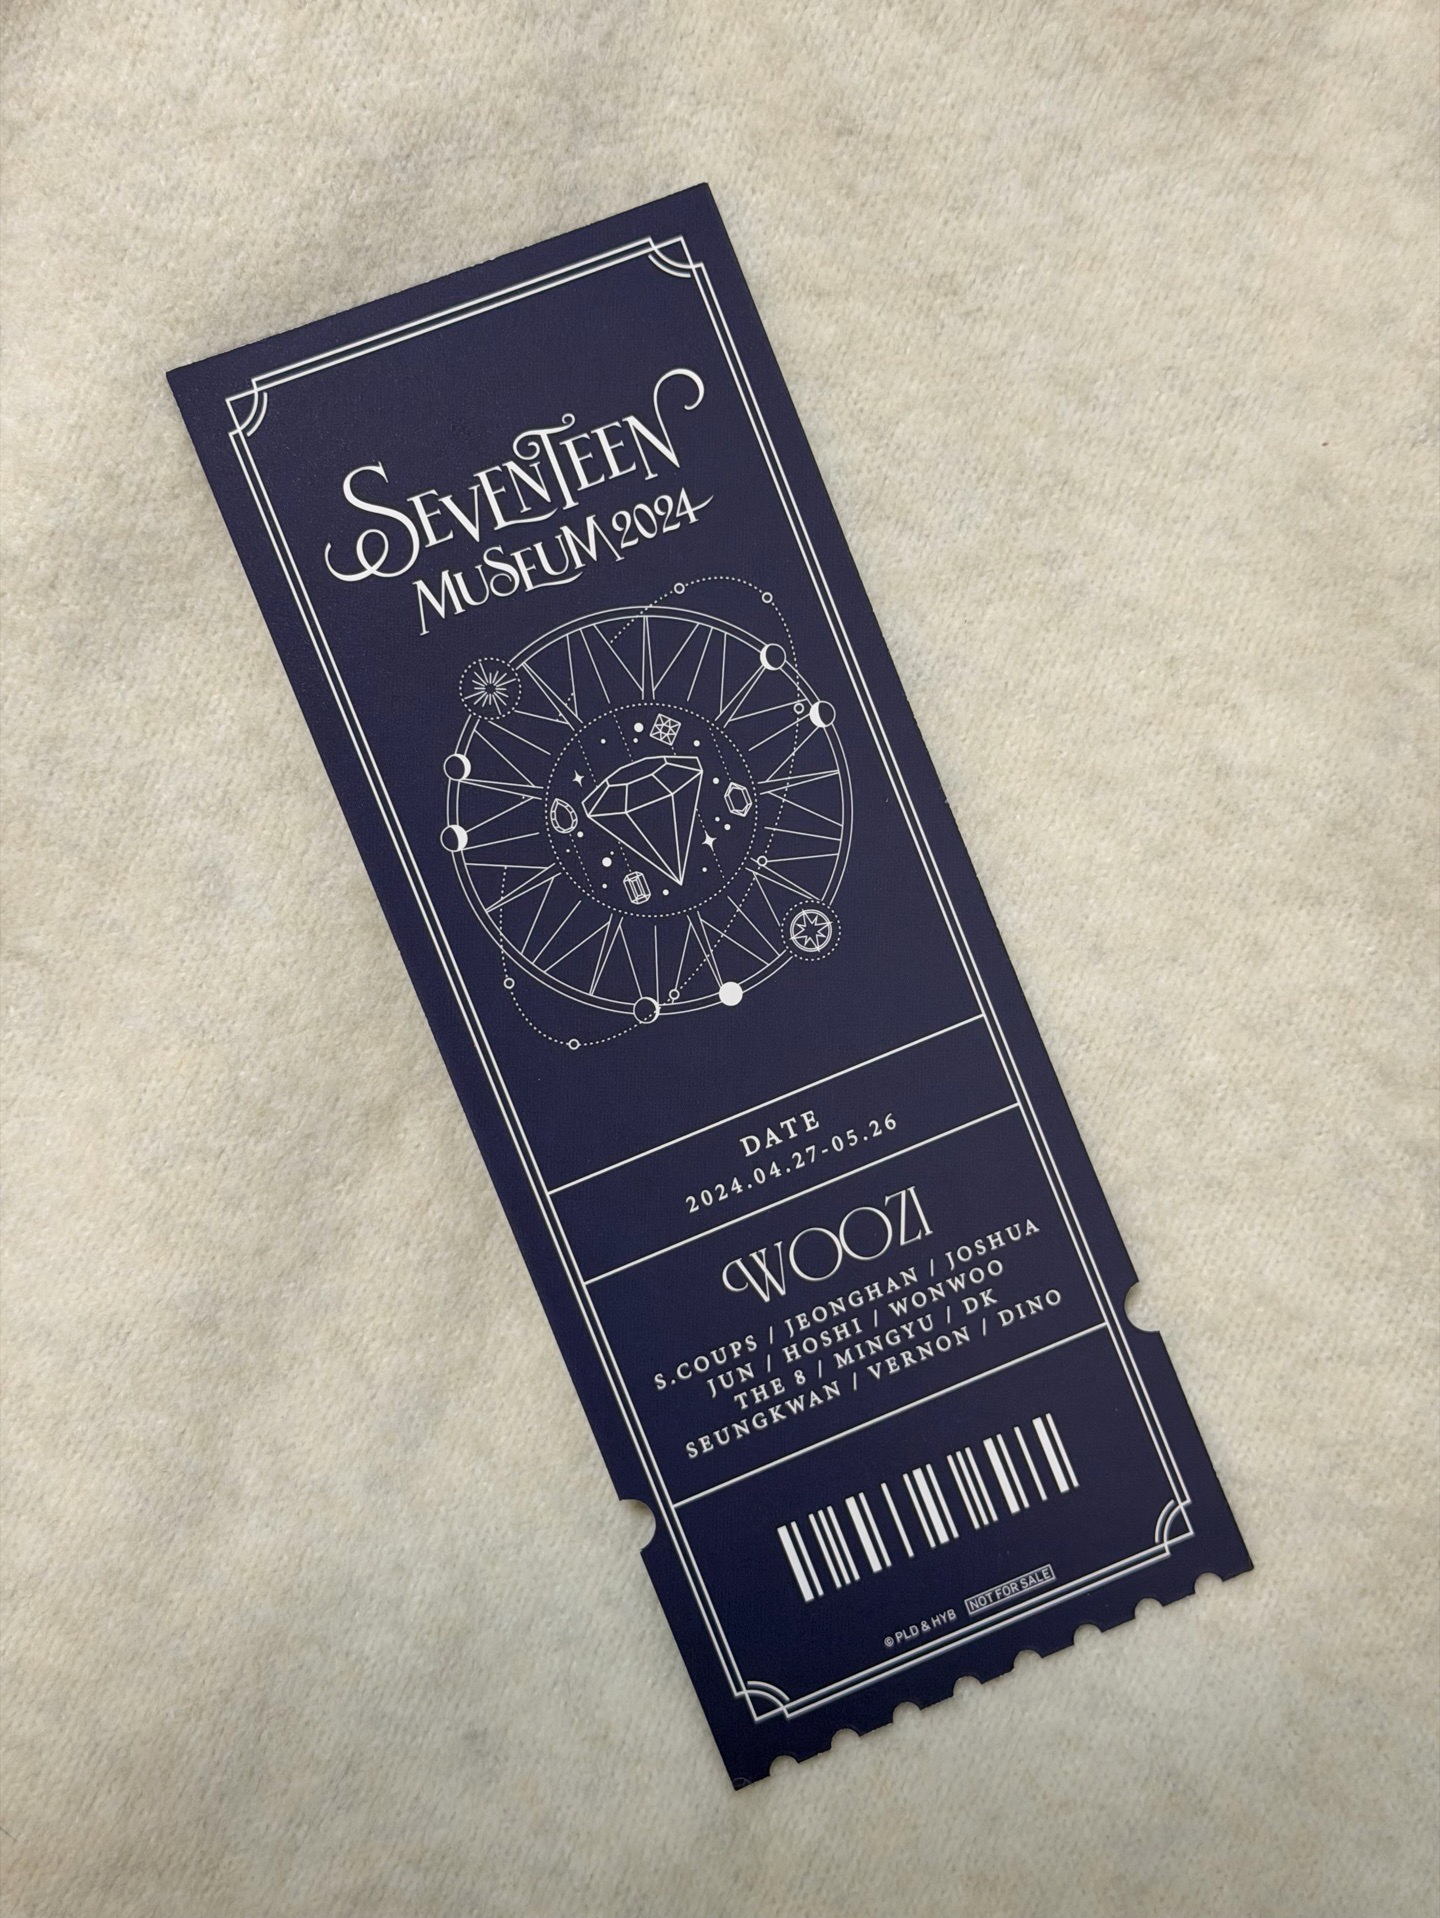 SEVENTEEN
MUSEUM 2024
DATE
2024.04.27-05.26
WOOZI
S.COUPS / JEONGHAN / JOSHUA
JUN / HOSHI / WONWOO
THE 8 / MINGYU / DK
SEUNGKWAN / VERNON / DINO
© PLD & HYB NOT FOR SALE